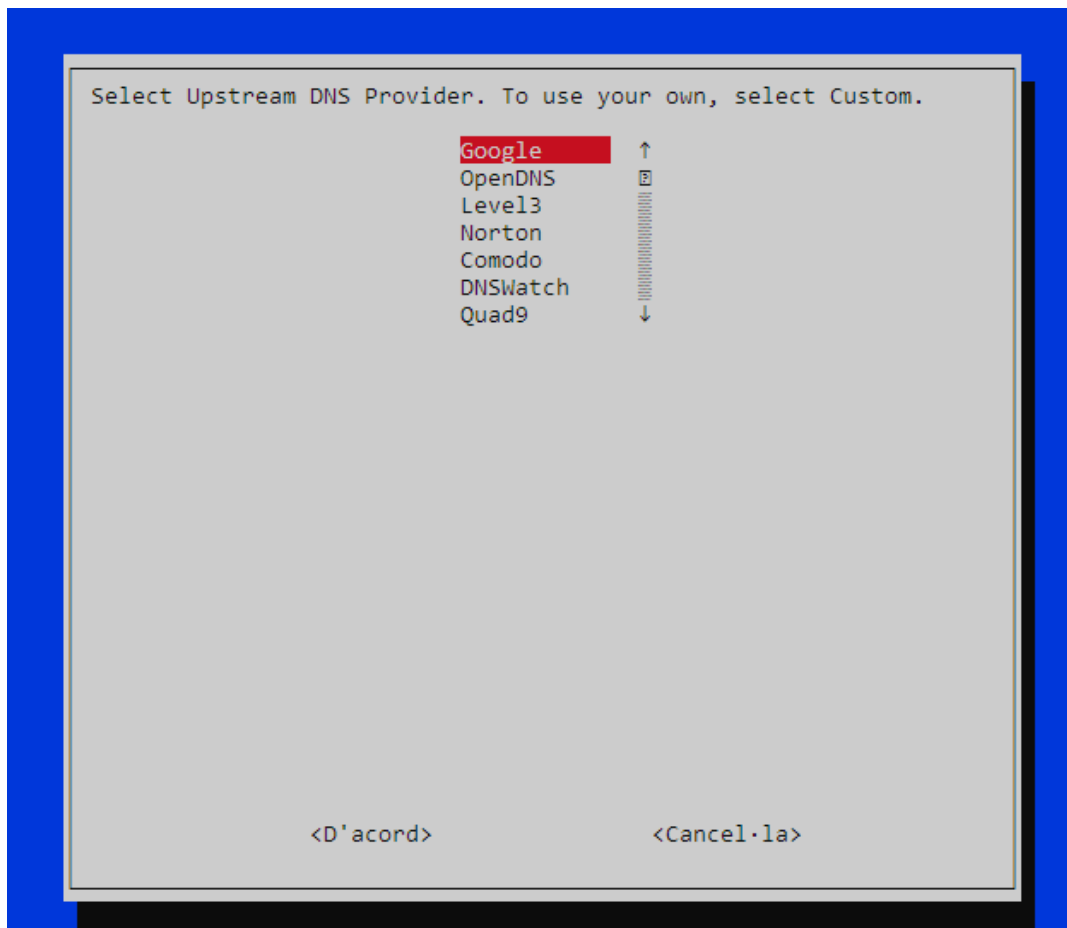 Select Upstream DNS Provider. To use your own, select Custom.
Google ↑
OpenDNS
Level3
Norton
Comodo
DNSWatch
Quad9 ↓
<D'acord> <Cancel·la>